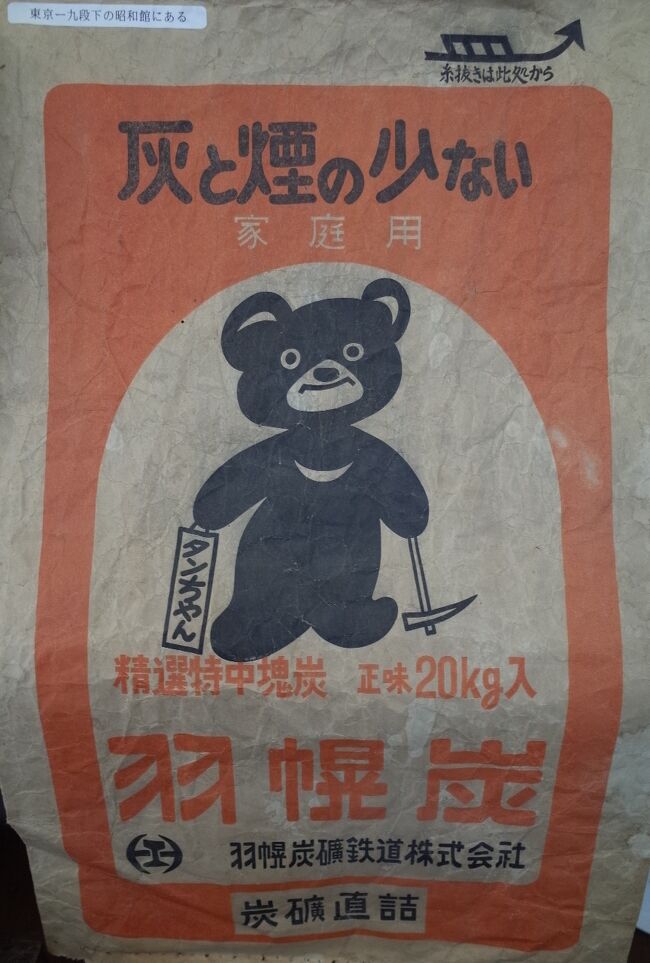 東京一九段下の昭和館にある
糸抜きは此処から
灰と煙の少ない
家庭用
タンちやん
精選特中塊炭 正味20kg入
羽幌炭
羽幌炭礦鉄道株式会社
炭礦直詰